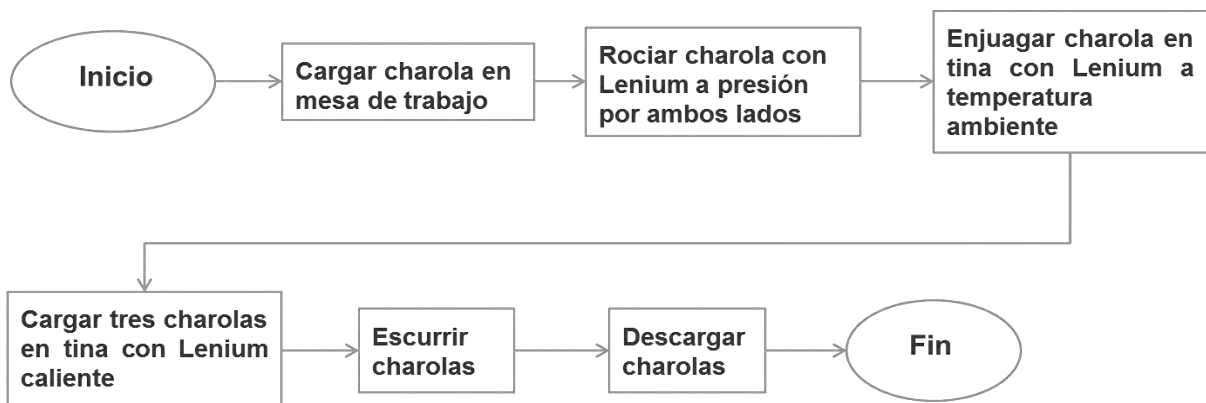 Inicio
Cargar charola en
mesa de trabajo
Rociar charola con
Lenium a presión
por ambos lados
Enjuagar charola en
tina con Lenium a
temperatura
ambiente
Cargar tres charolas
en tina con Lenium
caliente
Escurrir
charolas
Descargar
charolas
Fin